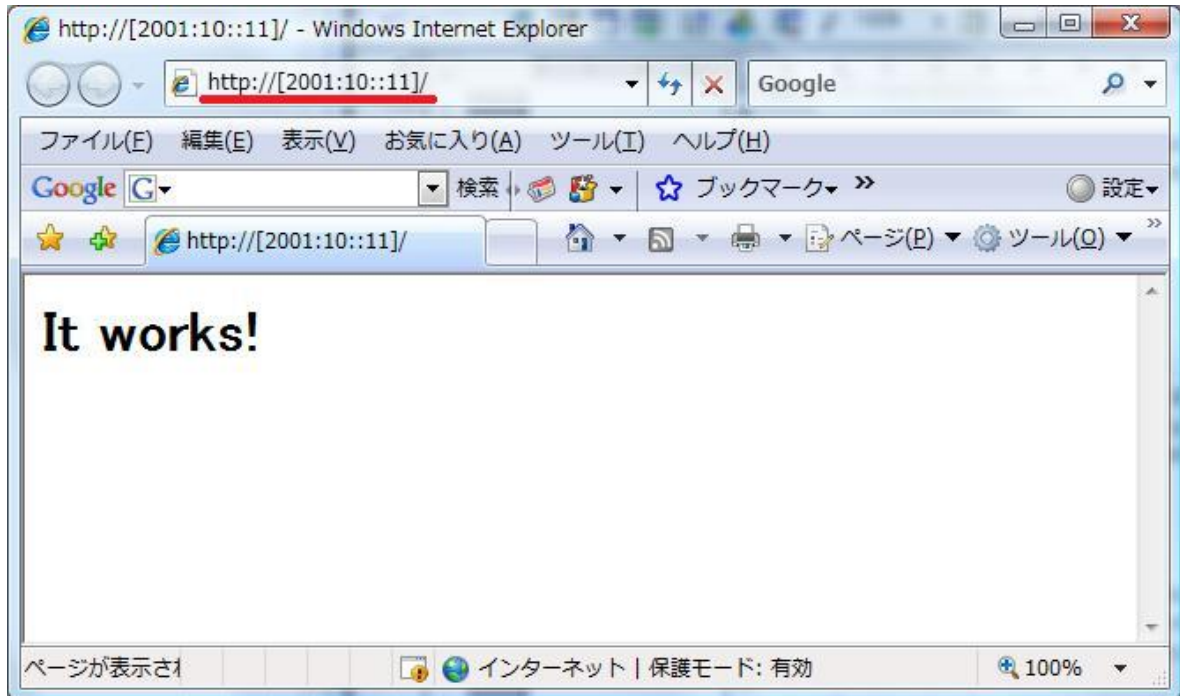 http://[2001:10::11]/ - Windows Internet Explorer
http://[2001:10::11]/ Google
ファイル(F) 編集(E) 表示(V) お気に入り(A) ツール(T) ヘルプ(H)
Google G 検索 ブックマーク 設定
http://[2001:10::11]/ ページ(P) ツール(O)
It works!
ページが表示され インターネット | 保護モード: 有効 100%